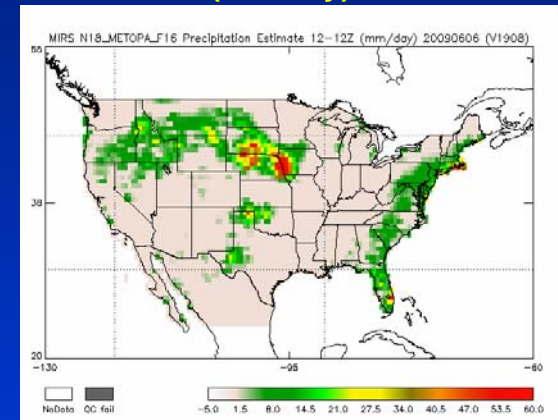 MIRS N18_METOPA_F16 Precipitation Estimate 12-12Z (mm/day) 20090606 (V1908)
55
38
20
-130 -95 -60
NoData QC fail -5.0 1.5 8.0 14.5 21.0 27.5 34.0 40.5 47.0 53.5 60.0